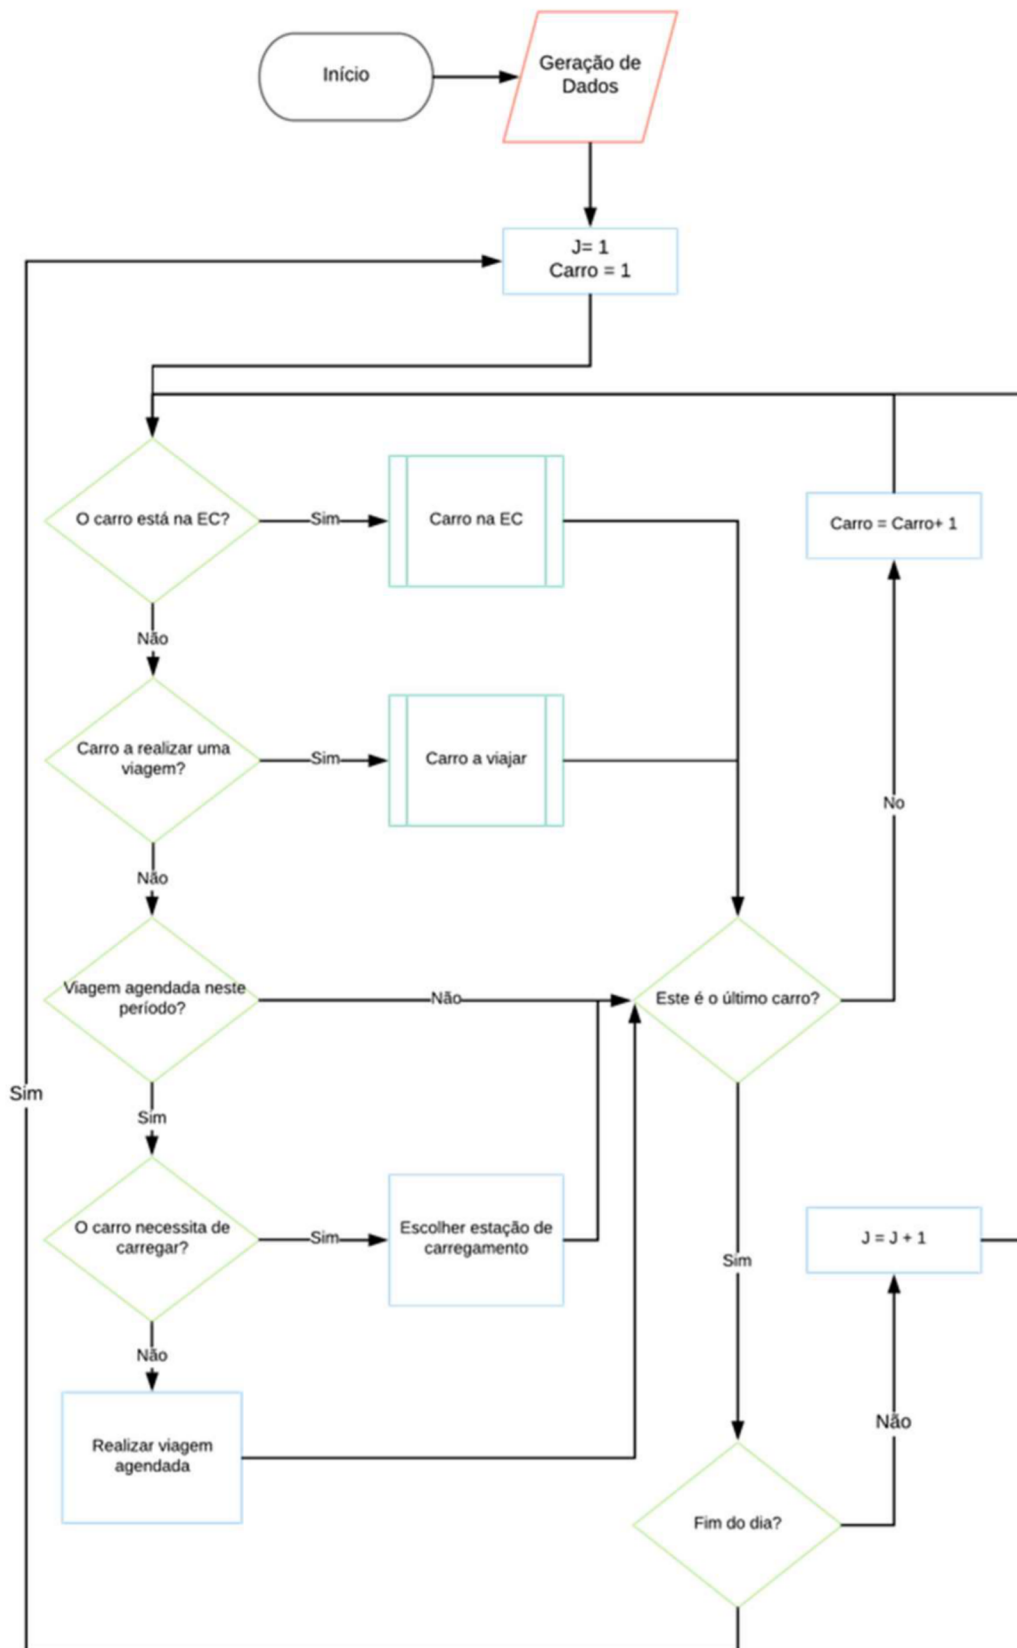 Início
Geração de
Dados
J= 1
Carro = 1
O carro está na EC?
Sim
Carro na EC
Carro = Carro+ 1
Não
Carro a realizar uma
viagem?
Sim
Carro a viajar
No
Não
Viagem agendada neste
período?
Não
Este é o último carro?
Sim
Sim
O carro necessita de
carregar?
Sim
Escolher estação de
carregamento
Sim
J = J + 1
Não
Realizar viagem
agendada
Não
Fim do dia?